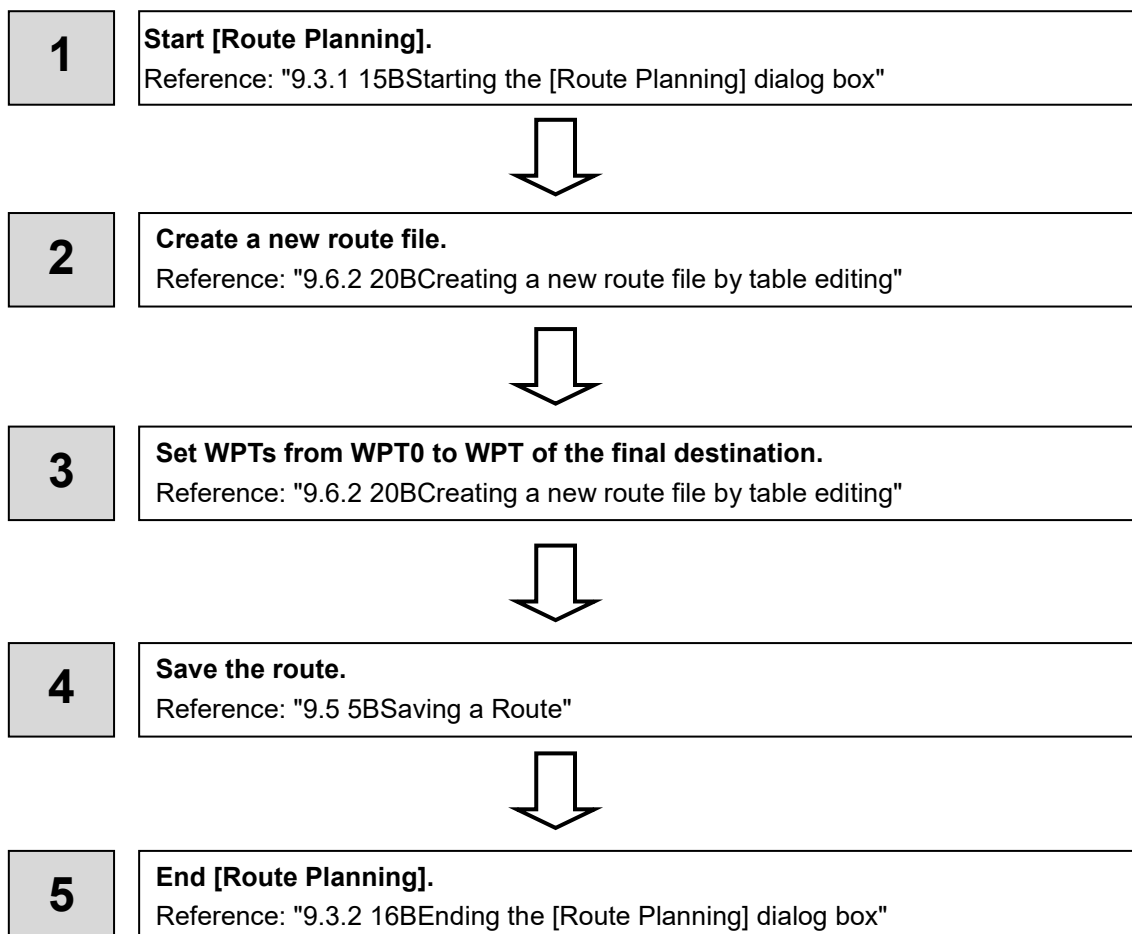 1
Start [Route Planning].
Reference: "9.3.1 15BStarting the [Route Planning] dialog box"
2
Create a new route file.
Reference: "9.6.2 20BCreating a new route file by table editing"
3
Set WPTs from WPT0 to WPT of the final destination.
Reference: "9.6.2 20BCreating a new route file by table editing"
4
Save the route.
Reference: "9.5 5BSaving a Route"
5
End [Route Planning].
Reference: "9.3.2 16BEnding the [Route Planning] dialog box"